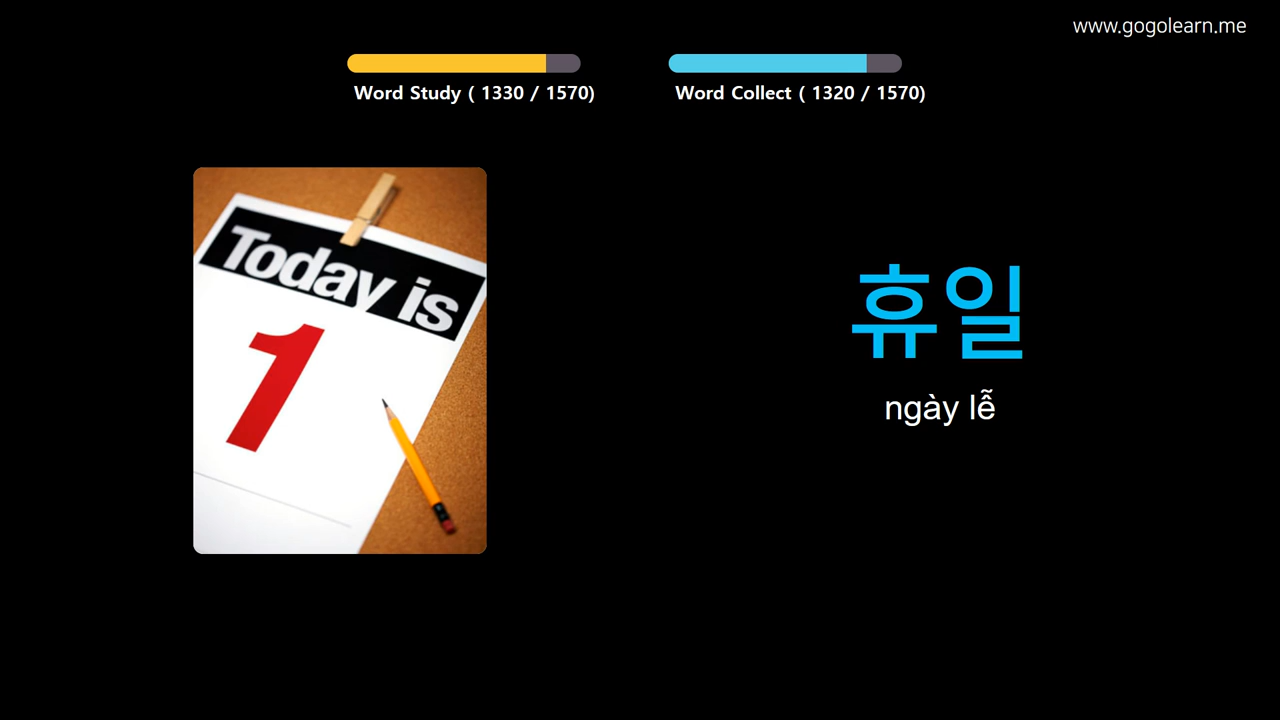 www.gogolearn.me
Word Study ( 1330 / 1570)
Word Collect ( 1320 / 1570)
Today is
1
휴일
ngày lễ